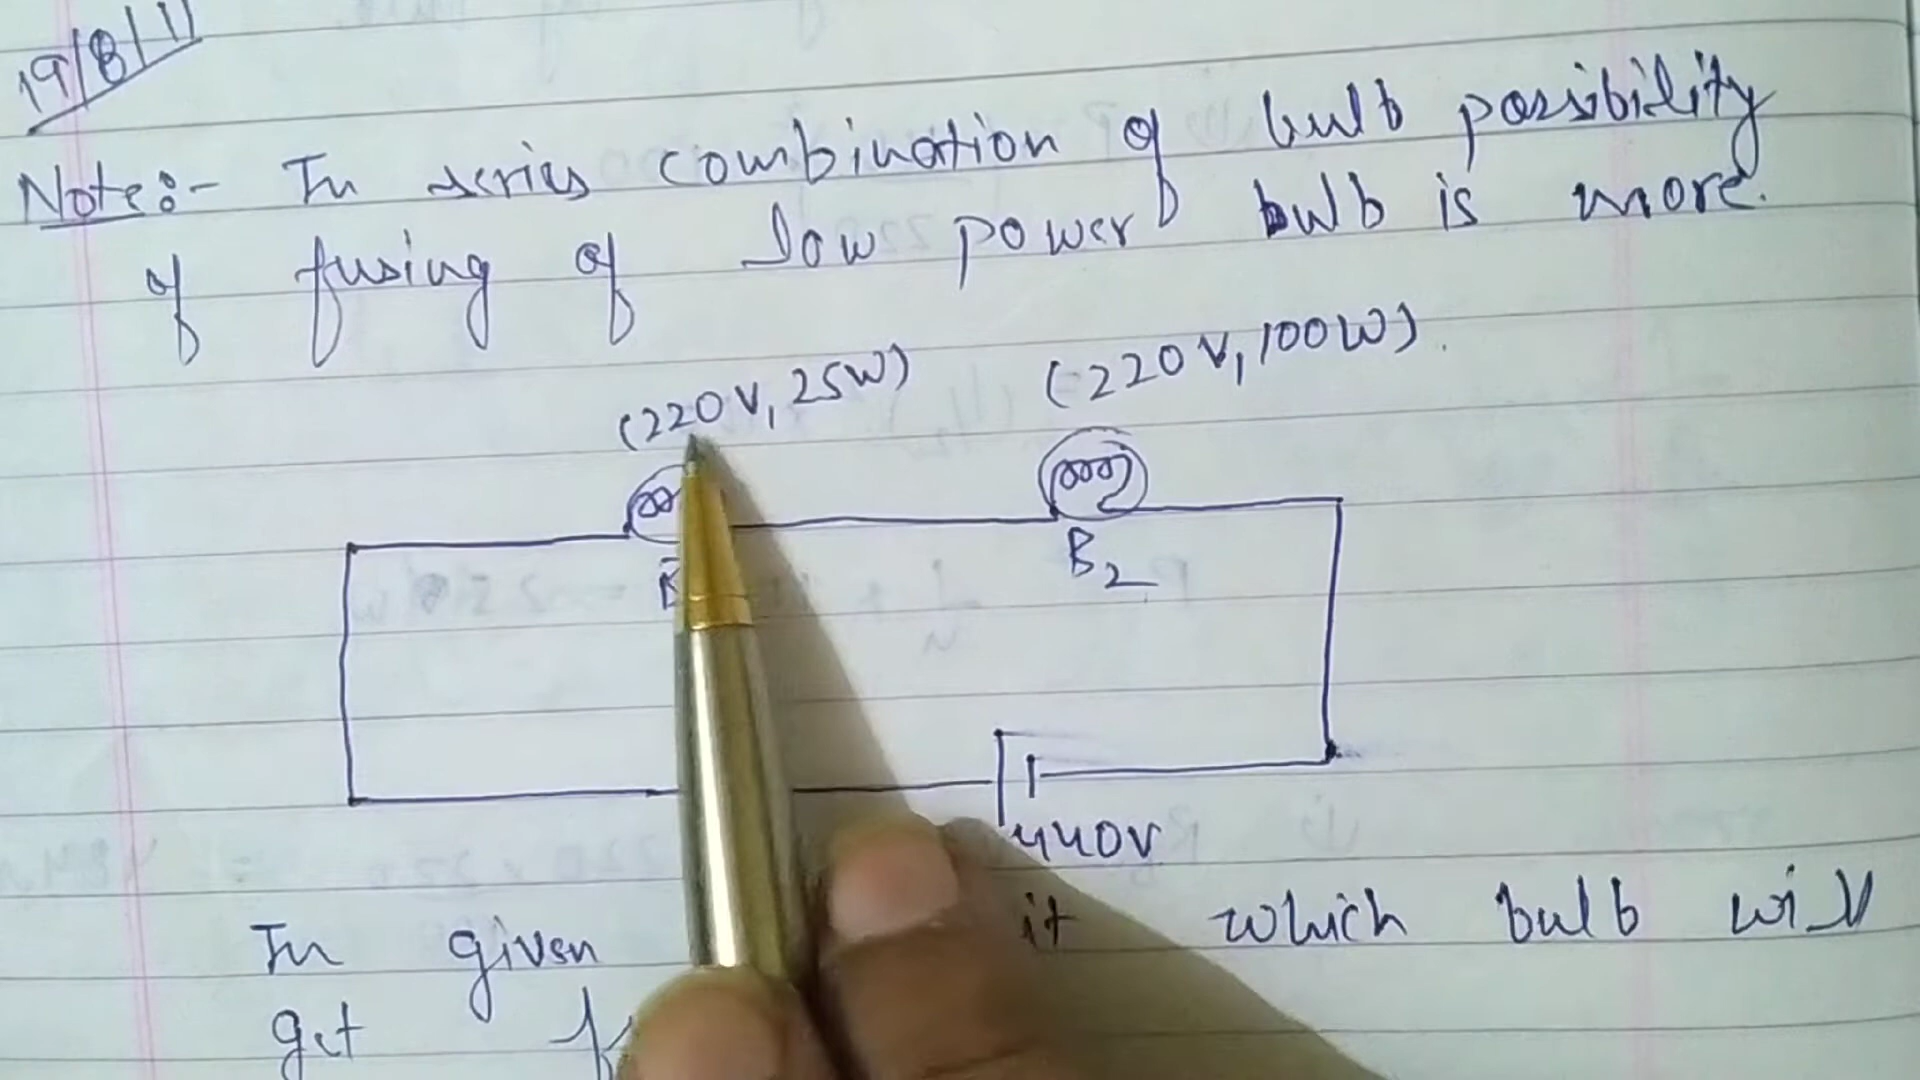 19/8/11
Note:- In series combination of bulb possibility
of fusing of low power bulb is more.
(220V, 25W) (220V, 100W).
B2
440V
In given which bulb will
get